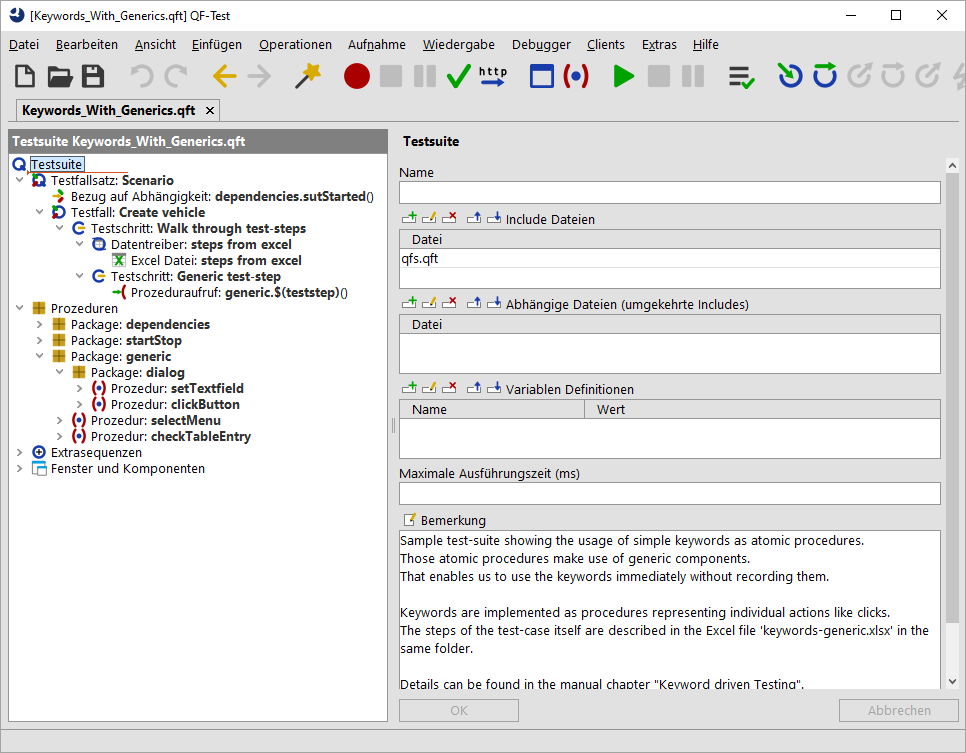 [Keywords_With_Generics.qft] QF-Test
Datei Bearbeiten Ansicht Einfügen Operationen Aufnahme Wiedergabe Debugger Clients Extras Hilfe
http
Keywords_With_Generics.qft
Testsuite Keywords_With_Generics.qft
Testsuite
Testfallsatz: Scenario
Bezug auf Abhängigkeit: dependencies.sutStarted()
Testfall: Create vehicle
Testschritt: Walk through test-steps
Datentreiber: steps from excel
Excel Datei: steps from excel
Testschritt: Generic test-step
Prozeduraufruf: generic.$(teststep)()
Prozeduren
Package: dependencies
Package: startStop
Package: generic
Package: dialog
Prozedur: setTextfield
Prozedur: clickButton
Prozedur: selectMenu
Prozedur: checkTableEntry
Extrasequenzen
Fenster und Komponenten
Testsuite
Name
Include Dateien
Datei
qfs.qft
Abhängige Dateien (umgekehrte Includes)
Datei
Variablen Definitionen
Name Wert
Maximale Ausführungszeit (ms)
Bemerkung
Sample test-suite showing the usage of simple keywords as atomic procedures.
Those atomic procedures make use of generic components.
That enables us to use the keywords immediately without recording them.
Keywords are implemented as procedures representing individual actions like clicks.
The steps of the test-case itself are described in the Excel file 'keywords-generic.xlsx' in the
same folder.
Details can be found in the manual chapter "Keyword driven Testing".
OK Abbrechen